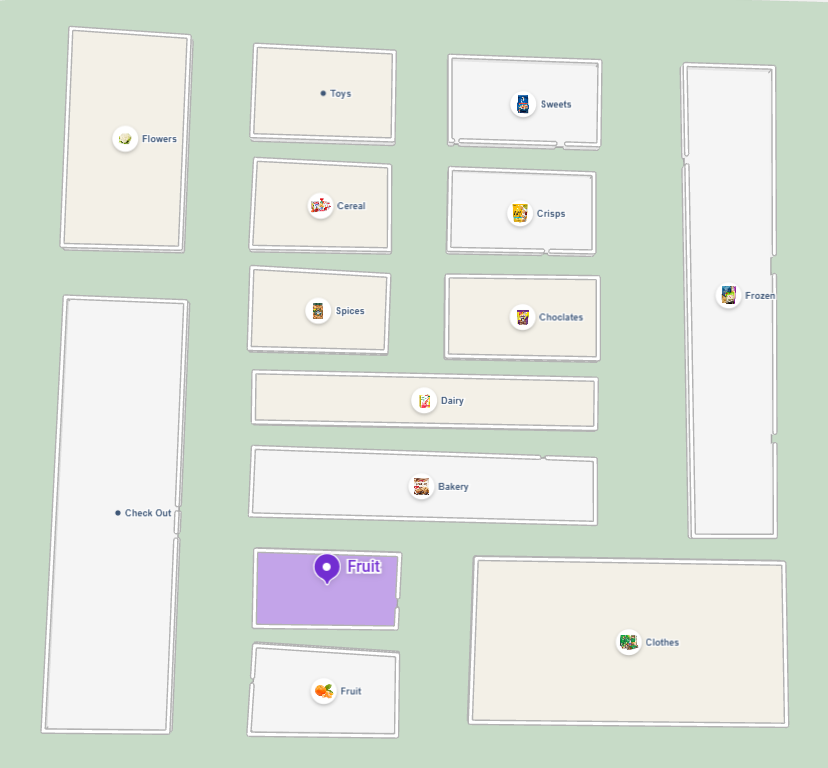 Toys
Sweets
Flowers
Cereal
Crisps
Frozen
Spices
Choclates
Dairy
Bakery
Check Out
Fruit
Clothes
Fruit